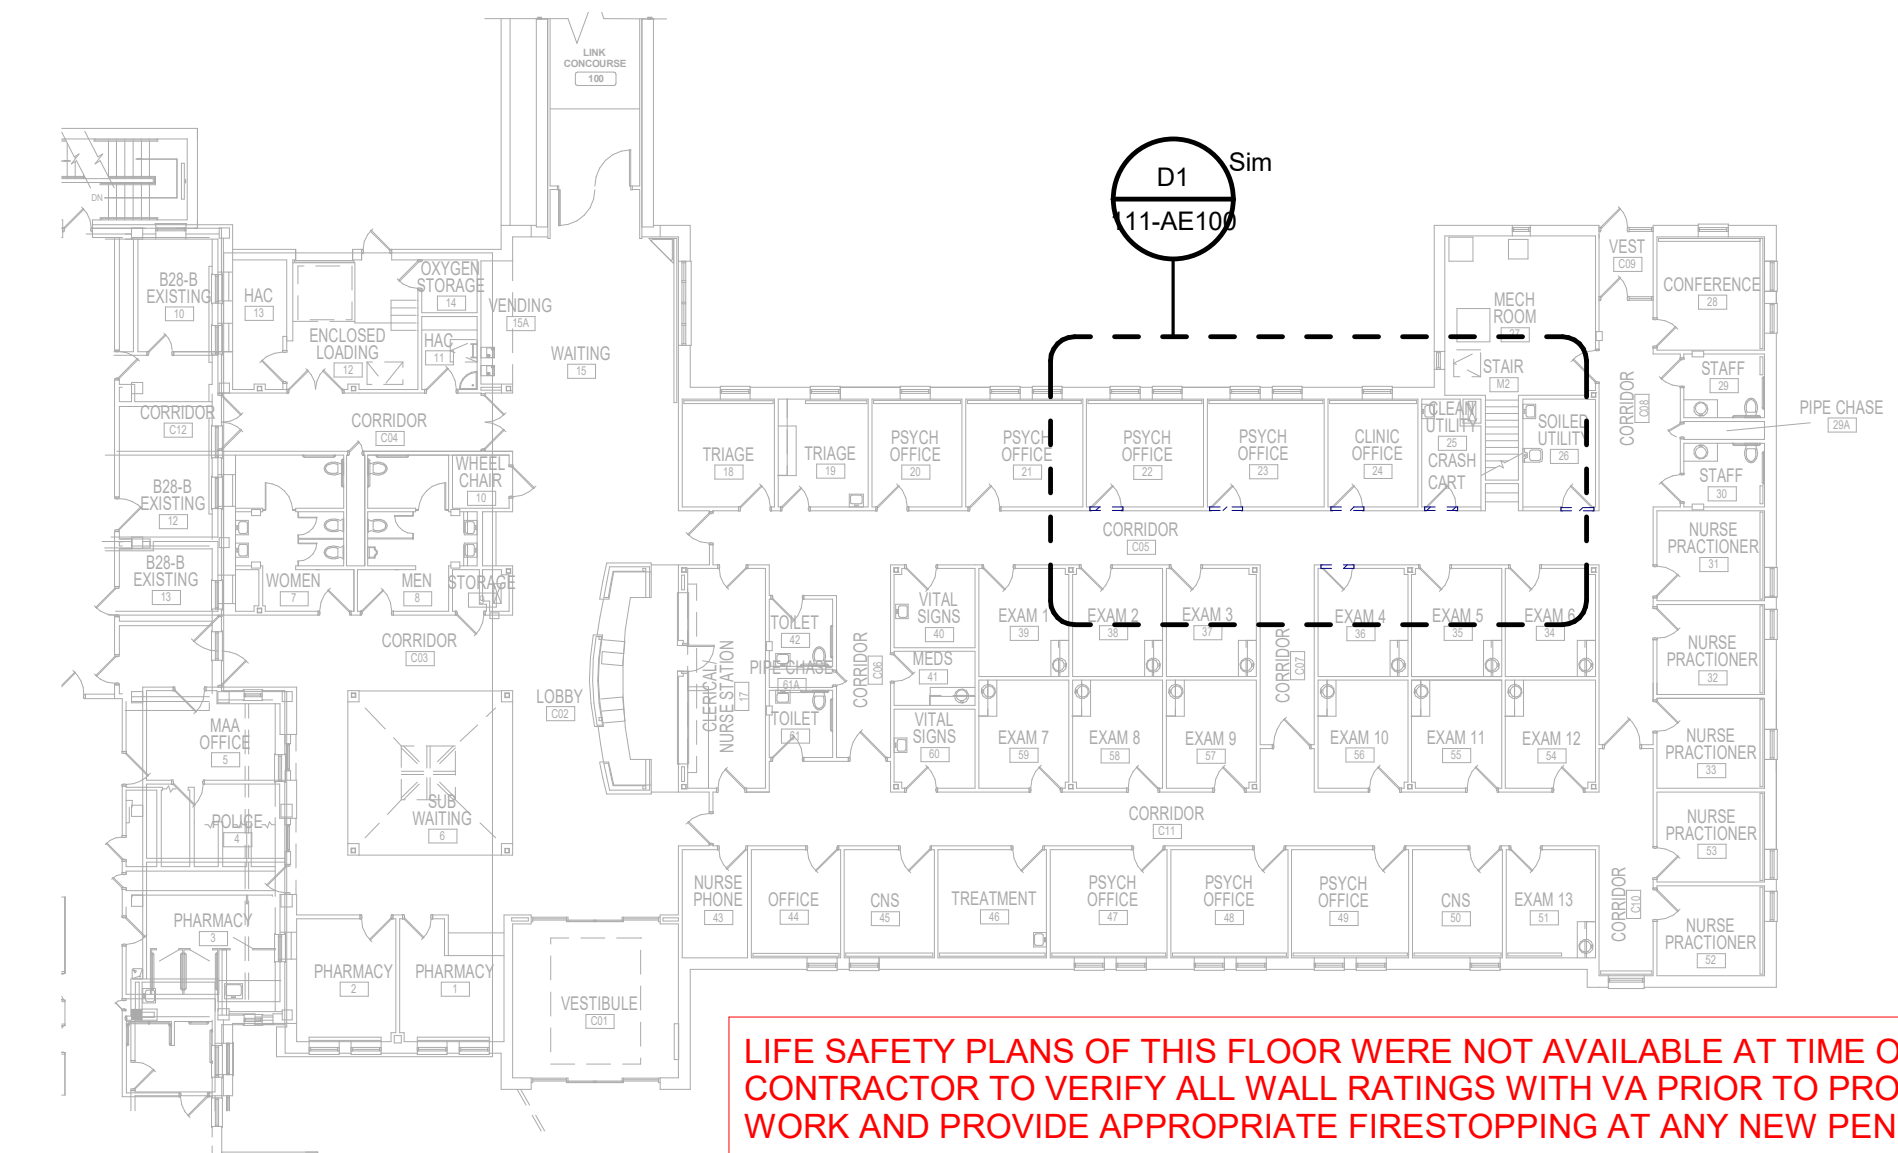 LINK
CONCOURSE
100
D1
Sim
111-AE100
DN
B28-B
EXISTING
10
HAC
13
OXYGEN
STORAGE
14
VENDING
15A
ENCLOSED
LOADING
12
HAC
11
WAITING
15
CORRIDOR
C12
CORRIDOR
C04
WHEEL
CHAIR
10
B28-B
EXISTING
12
B28-B
EXISTING
13
WOMEN
7
MEN
8
STORAGE
CORRIDOR
C03
TRIAGE
18
TRIAGE
19
PSYCH
OFFICE
20
PSYCH
OFFICE
21
PSYCH
OFFICE
22
PSYCH
OFFICE
23
CLINIC
OFFICE
24
CLEAN
UTILITY
25
CRASH
CART
SOILED
UTILITY
26
MECH
ROOM
27
STAIR
M2
VEST
C09
CONFERENCE
28
STAFF
29
PIPE CHASE
29A
STAFF
30
CORRIDOR
C08
CORRIDOR
C05
NURSE
PRACTIONER
31
NURSE
PRACTIONER
32
NURSE
PRACTIONER
33
NURSE
PRACTIONER
53
NURSE
PRACTIONER
52
VITAL
SIGNS
40
EXAM 1
39
EXAM 2
38
EXAM 3
37
EXAM 4
36
EXAM 5
35
EXAM 6
34
TOILET
42
PIPE CHASE
61A
TOILET
61
CORRIDOR
C06
MEDS
41
VITAL
SIGNS
60
CORRIDOR
C07
EXAM 7
59
EXAM 8
58
EXAM 9
57
EXAM 10
56
EXAM 11
55
EXAM 12
54
LOBBY
C02
CLERICAL/
NURSE STATION
17
MAA
OFFICE
5
POLICE
4
SUB
WAITING
6
CORRIDOR
C11
NURSE
PHONE
43
OFFICE
44
CNS
45
TREATMENT
46
PSYCH
OFFICE
47
PSYCH
OFFICE
48
PSYCH
OFFICE
49
CNS
50
EXAM 13
51
CORRIDOR
C10
PHARMACY
3
PHARMACY
2
PHARMACY
1
VESTIBULE
C01
LIFE SAFETY PLANS OF THIS FLOOR WERE NOT AVAILABLE AT TIME O
CONTRACTOR TO VERIFY ALL WALL RATINGS WITH VA PRIOR TO PRO
WORK AND PROVIDE APPROPRIATE FIRESTOPPING AT ANY NEW PEN